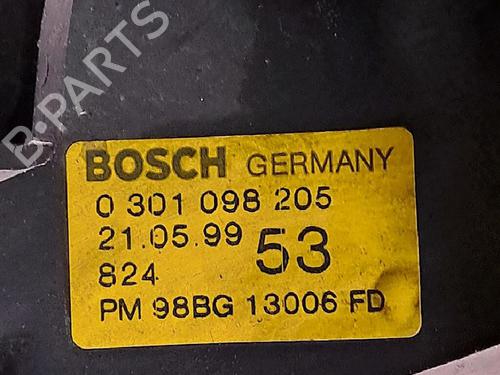 B-PARTS
BOSCH GERMANY
0 301 098 205
21.05.99 53
824
PM 98BG 13006 FD